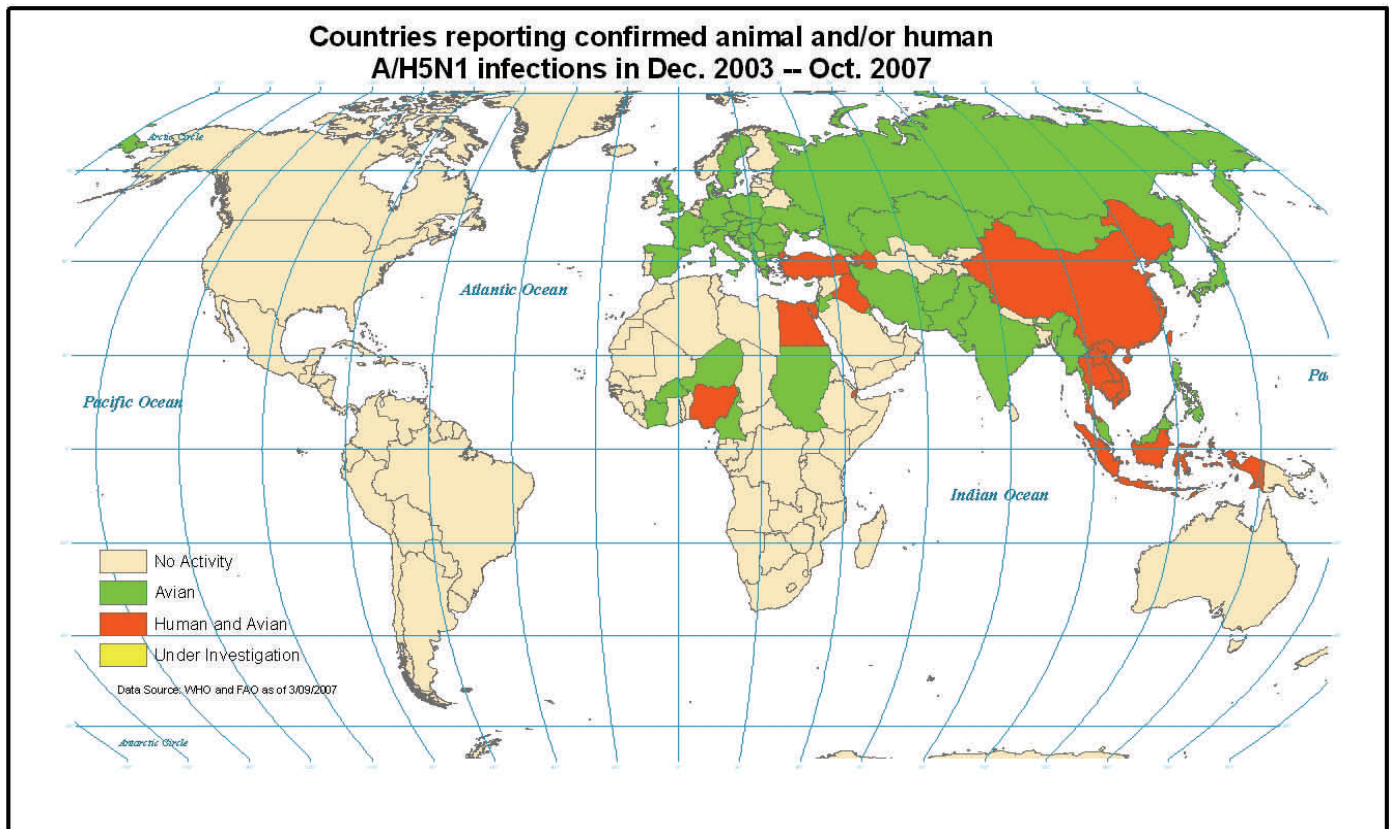 Countries reporting confirmed animal and/or human
A/H5N1 infections in Dec. 2003 -- Oct. 2007
Arctic Circle
Atlantic Ocean
Pacific Ocean
Pa
Indian Ocean
No Activity
Avian
Human and Avian
Under Investigation
Data Source: WHO and FAO as of 3/09/2007
Antarctic Circle